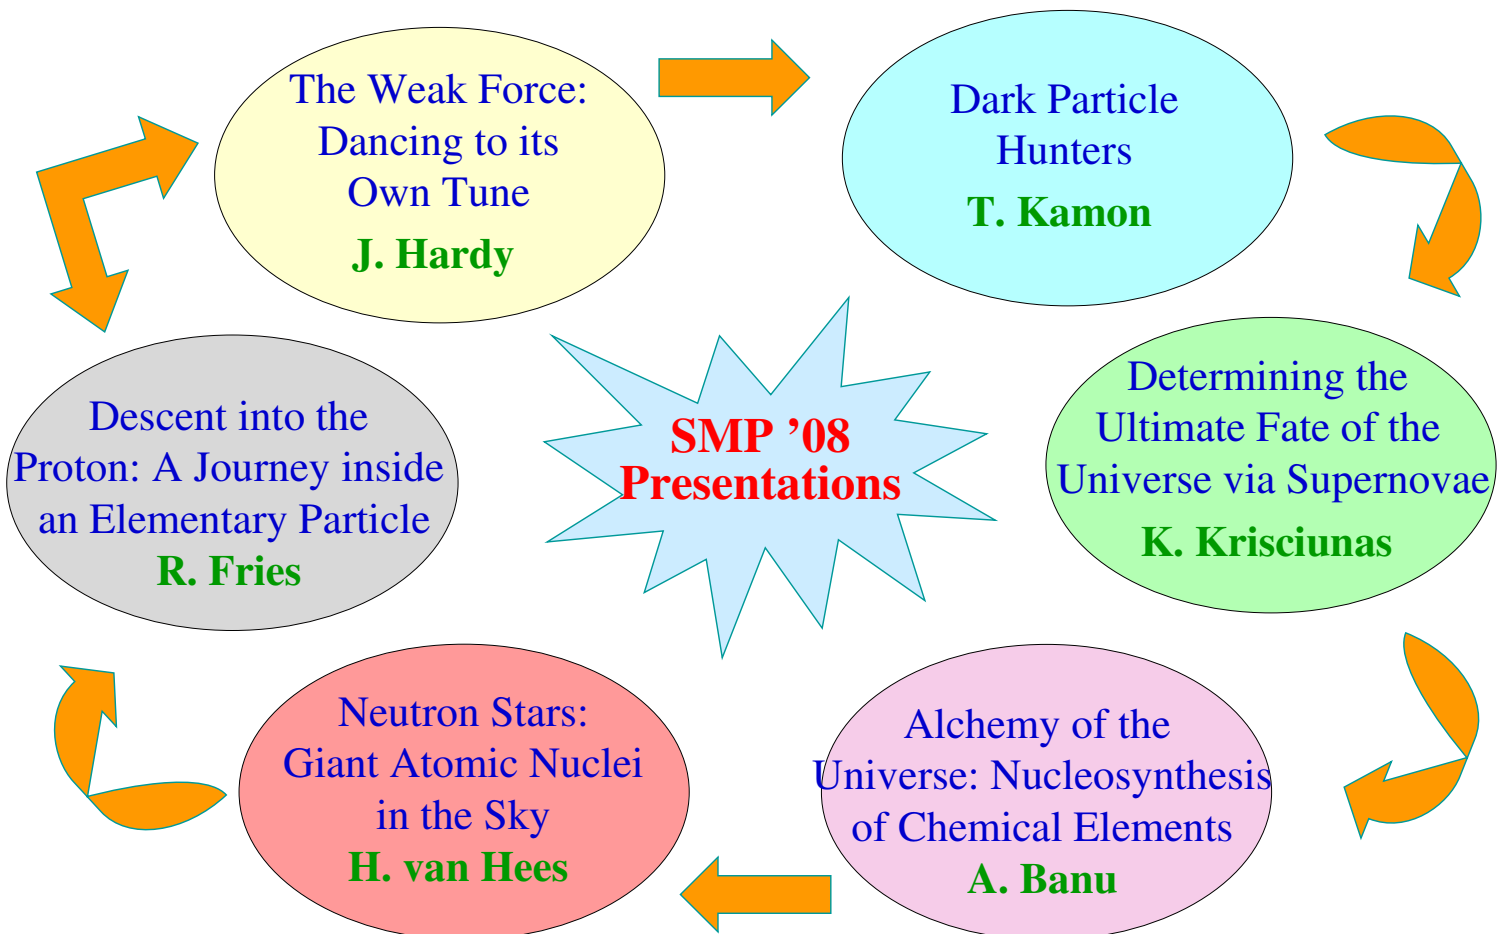 The Weak Force:
Dancing to its
Own Tune
J. Hardy
Dark Particle
Hunters
T. Kamon
Determining the
Ultimate Fate of the
Universe via Supernovae
K. Krisciunas
SMP ’08
Presentations
Descent into the
Proton: A Journey inside
an Elementary Particle
R. Fries
Neutron Stars:
Giant Atomic Nuclei
in the Sky
H. van Hees
Alchemy of the
Universe: Nucleosynthesis
of Chemical Elements
A. Banu